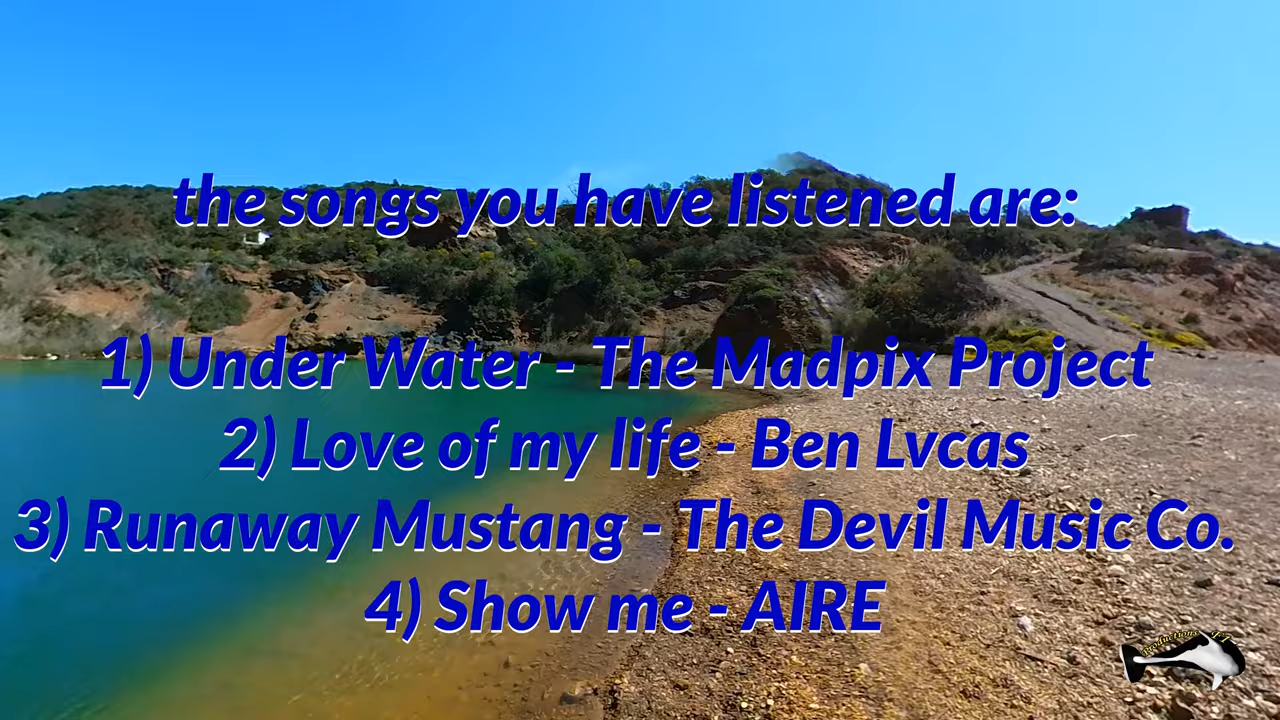 the songs you have listened are:
1) Under Water - The Madpix Project
2) Love of my life - Ben Lvcas
3) Runaway Mustang - The Devil Music Co.
4) Show me - AIRE
Productions